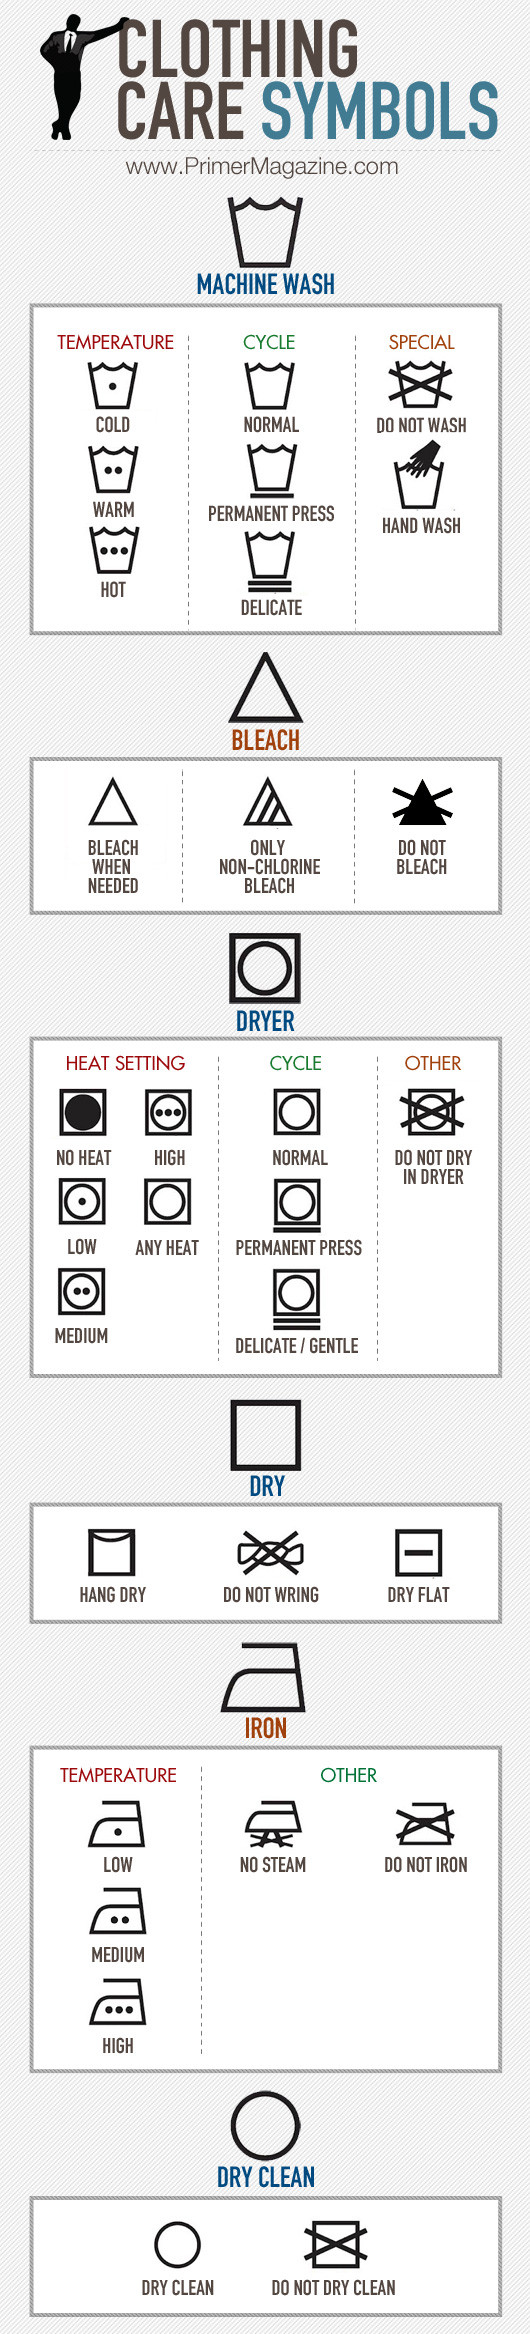 CLOTHING
CARE SYMBOLS
www.PrimerMagazine.com
MACHINE WASH
TEMPERATURE
COLD
WARM
HOT
CYCLE
NORMAL
PERMANENT PRESS
DELICATE
SPECIAL
DO NOT WASH
HAND WASH
BLEACH
BLEACH
WHEN
NEEDED
ONLY
NON-CHLORINE
BLEACH
DO NOT
BLEACH
DRYER
HEAT SETTING
NO HEAT
HIGH
LOW
ANY HEAT
MEDIUM
CYCLE
NORMAL
PERMANENT PRESS
DELICATE / GENTLE
OTHER
DO NOT DRY
IN DRYER
DRY
HANG DRY
DO NOT WRING
DRY FLAT
IRON
TEMPERATURE
LOW
MEDIUM
HIGH
OTHER
NO STEAM
DO NOT IRON
DRY CLEAN
DRY CLEAN
DO NOT DRY CLEAN